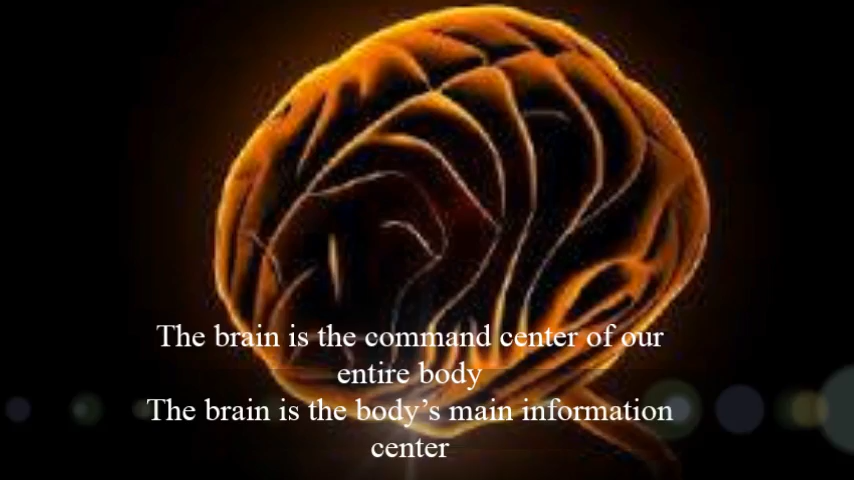 The brain is the command center of our
entire body
The brain is the body’s main information
center